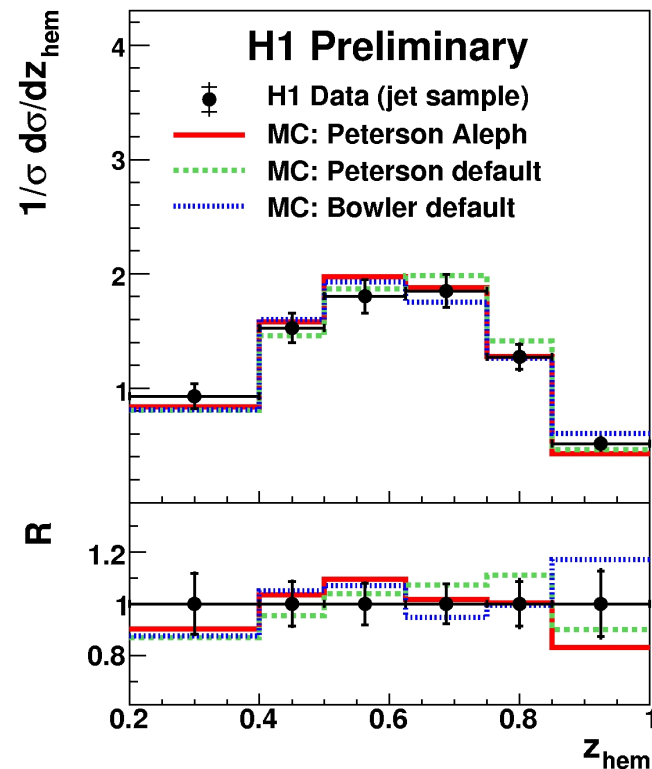 H1 Preliminary
H1 Data (jet sample)
MC: Peterson Aleph
MC: Peterson default
MC: Bowler default
1/σ dσ/dz_hem
4
3
2
1
R
1.2
1
0.8
0.2 0.4 0.6 0.8 1
z_hem